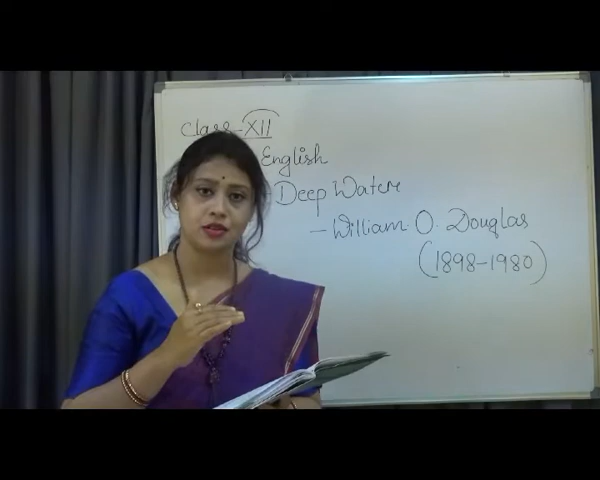 Class-XII
English
Deep Water
- William O. Douglas
(1898-1980)